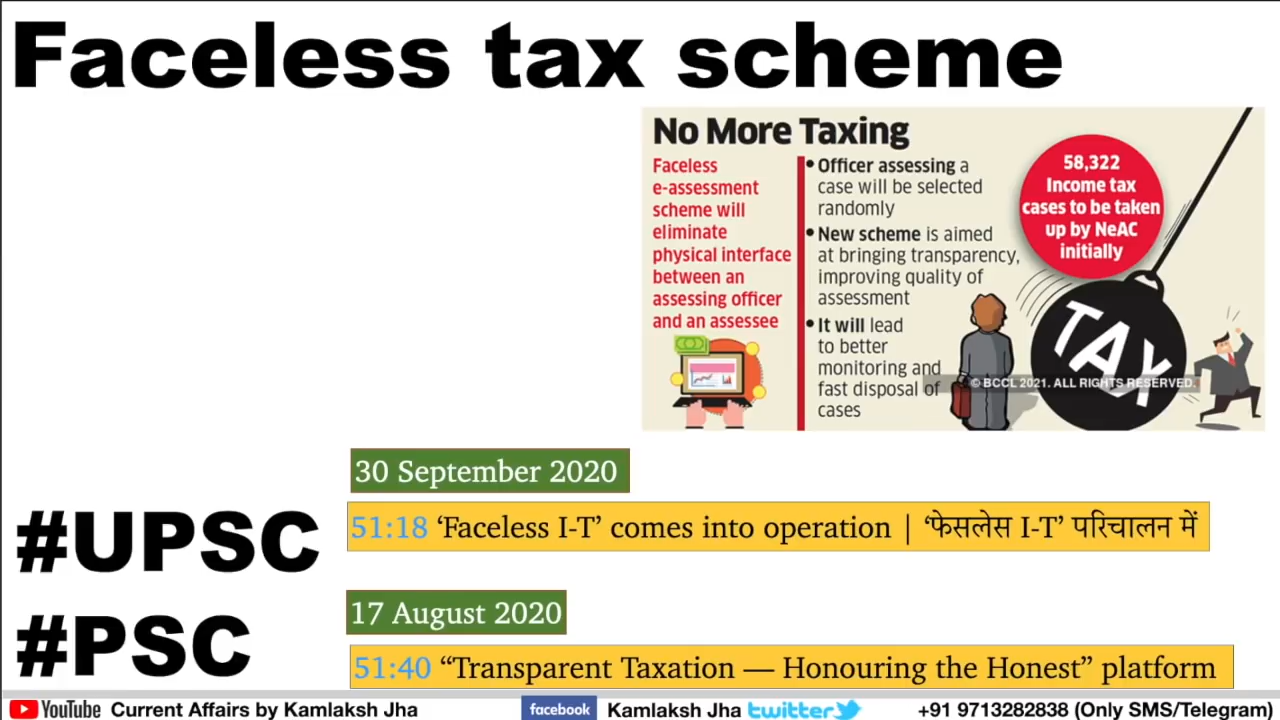 Faceless tax scheme
No More Taxing
Faceless
e-assessment
scheme will
eliminate
physical interface
between an
assessing officer
and an assessee
• Officer assessing a
case will be selected
randomly
• New scheme is aimed
at bringing transparency,
improving quality of
assessment
• It will lead
to better
monitoring and
fast disposal of
cases
58,322
Income tax
cases to be taken
up by NeAC
initially
TAX
© BCCL 2021. ALL RIGHTS RESERVED.
30 September 2020
51:18 ‘Faceless I-T’ comes into operation | ‘फेसलेस I-T’ परिचालन में
#UPSC
17 August 2020
#PSC
51:40 “Transparent Taxation — Honouring the Honest” platform
YouTube Current Affairs by Kamlaksh Jha facebook Kamlaksh Jha twitter +91 9713282838 (Only SMS/Telegram)